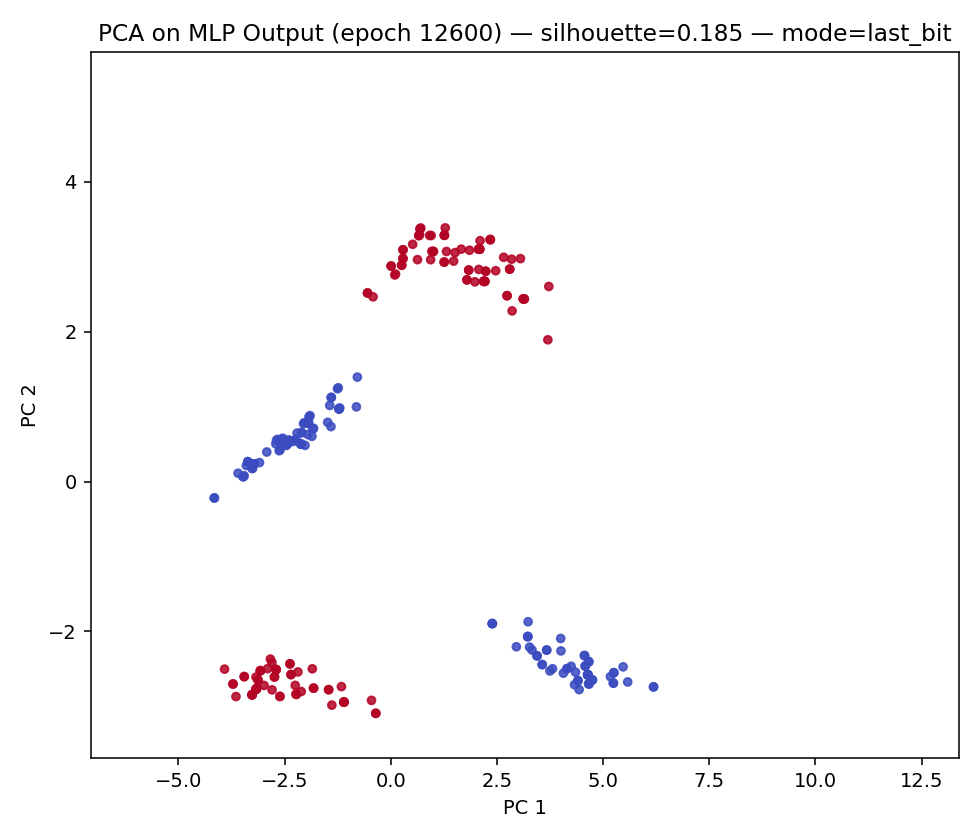 PCA on MLP Output (epoch 12600) — silhouette=0.185 — mode=last_bit
4
2
0
−2
PC 2
−5.0 −2.5 0.0 2.5 5.0 7.5 10.0 12.5
PC 1